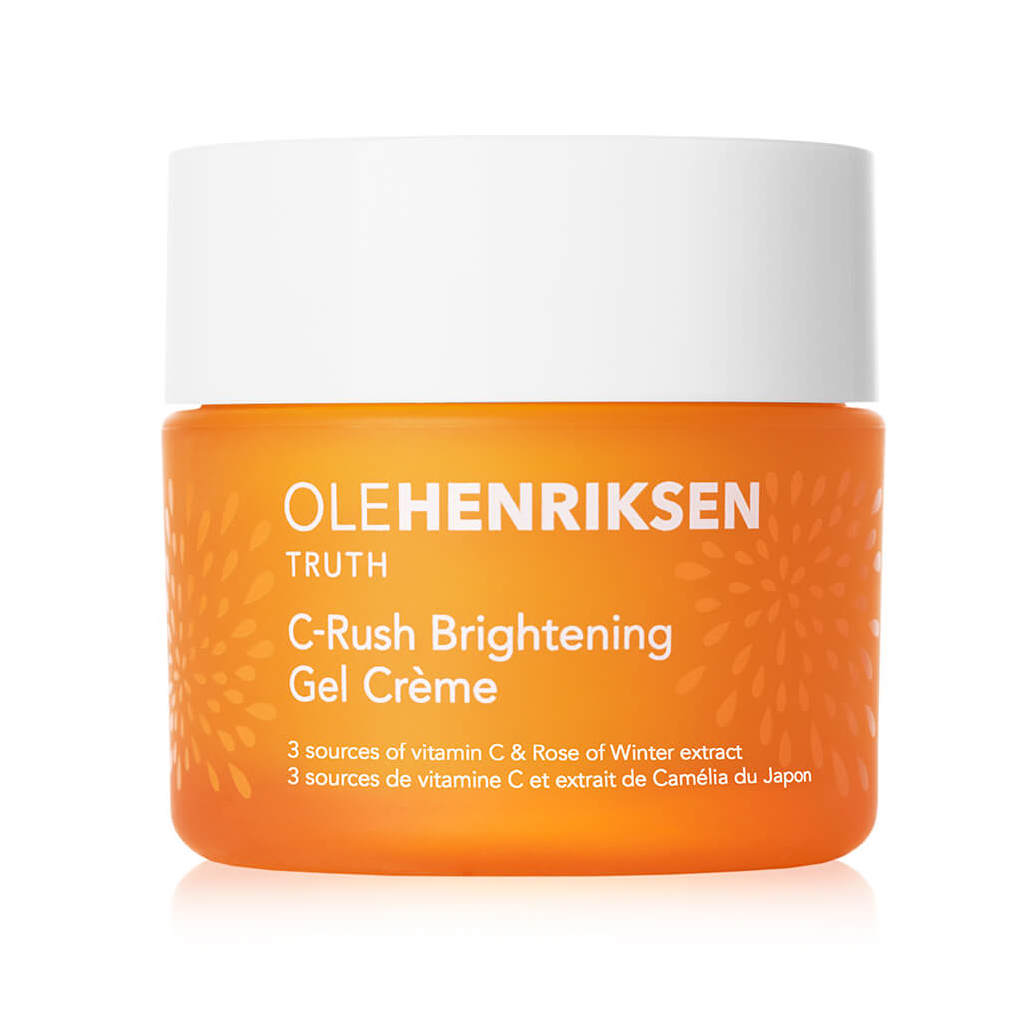 OLEHENRIKSEN
TRUTH
C-Rush Brightening
Gel Crème
3 sources of vitamin C & Rose of Winter extract
3 sources de vitamine C et extrait de Camélia du Japon